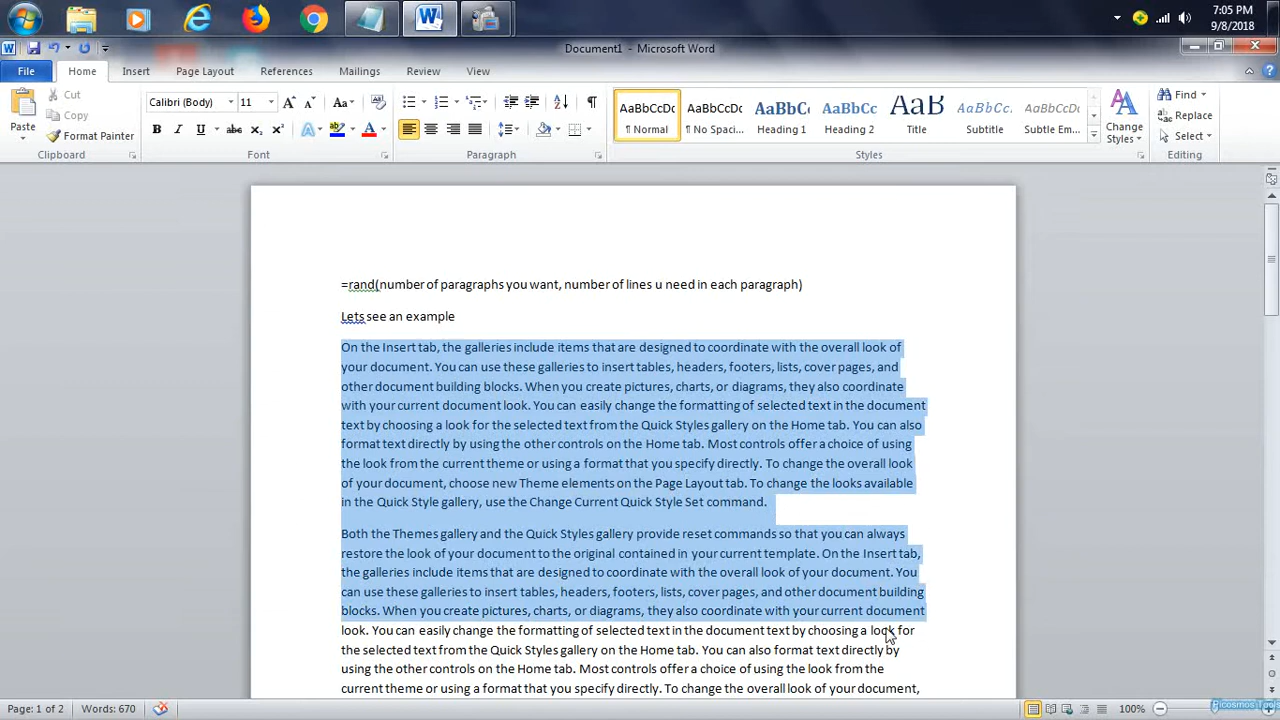 7:05 PM
9/8/2018
Document1 - Microsoft Word
File Home Insert Page Layout References Mailings Review View
Paste
Cut
Copy
Format Painter
Clipboard
Calibri (Body) 11
Aa
B I U abc x₂ x² A ab A
Font
Paragraph
AaBbCcDc AaBbCcDc AaBbC AaBbCc AaB AaBbCc. AaBbCcDc
¶ Normal ¶ No Spaci... Heading 1 Heading 2 Title Subtitle Subtle Em...
Change
Styles
Styles
Find
Replace
Select
Editing
=rand(number of paragraphs you want, number of lines u need in each paragraph)
Lets see an example
On the Insert tab, the galleries include items that are designed to coordinate with the overall look of
your document. You can use these galleries to insert tables, headers, footers, lists, cover pages, and
other document building blocks. When you create pictures, charts, or diagrams, they also coordinate
with your current document look. You can easily change the formatting of selected text in the document
text by choosing a look for the selected text from the Quick Styles gallery on the Home tab. You can also
format text directly by using the other controls on the Home tab. Most controls offer a choice of using
the look from the current theme or using a format that you specify directly. To change the overall look
of your document, choose new Theme elements on the Page Layout tab. To change the looks available
in the Quick Style gallery, use the Change Current Quick Style Set command.
Both the Themes gallery and the Quick Styles gallery provide reset commands so that you can always
restore the look of your document to the original contained in your current template. On the Insert tab,
the galleries include items that are designed to coordinate with the overall look of your document. You
can use these galleries to insert tables, headers, footers, lists, cover pages, and other document building
blocks. When you create pictures, charts, or diagrams, they also coordinate with your current document
look. You can easily change the formatting of selected text in the document text by choosing a look for
the selected text from the Quick Styles gallery on the Home tab. You can also format text directly by
using the other controls on the Home tab. Most controls offer a choice of using the look from the
current theme or using a format that you specify directly. To change the overall look of your document,
Page: 1 of 2 Words: 670 100%
Picosmos Tools